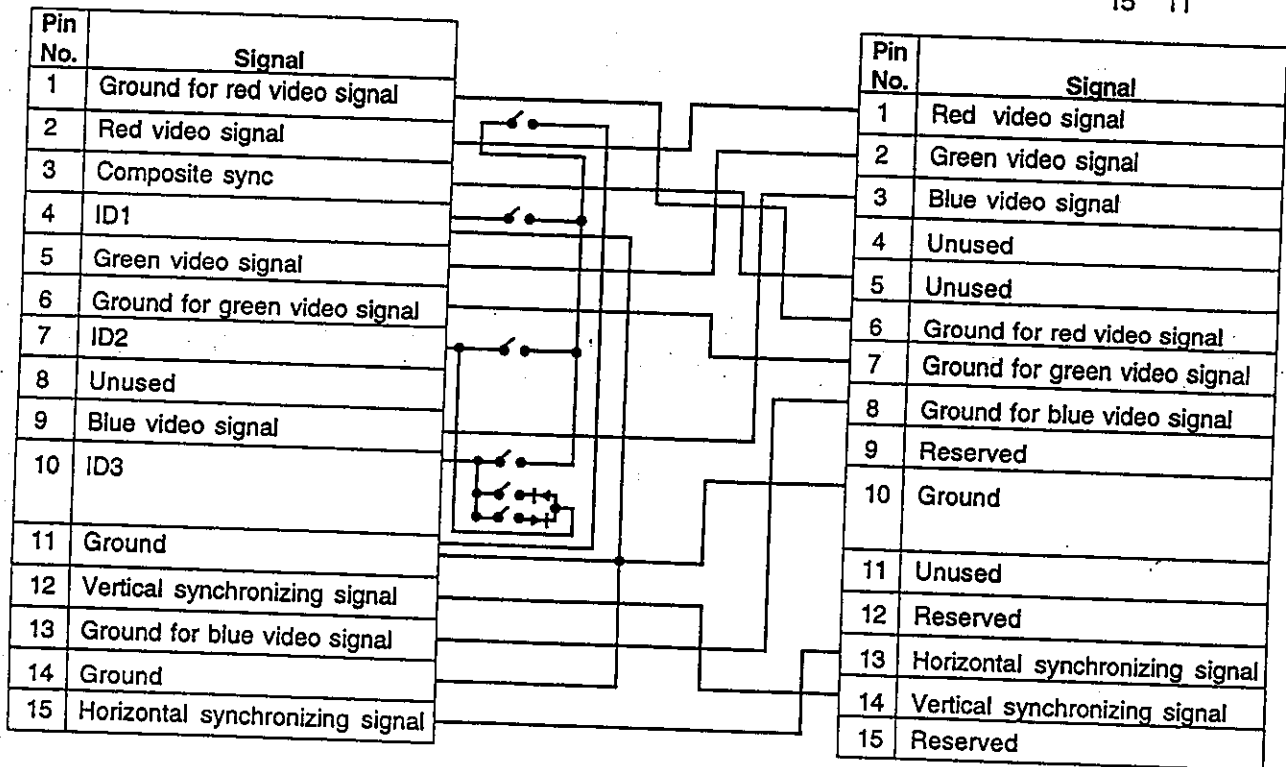 15 11
Pin No. Signal
1 Ground for red video signal
2 Red video signal
3 Composite sync
4 ID1
5 Green video signal
6 Ground for green video signal
7 ID2
8 Unused
9 Blue video signal
10 ID3
11 Ground
12 Vertical synchronizing signal
13 Ground for blue video signal
14 Ground
15 Horizontal synchronizing signal
Pin No. Signal
1 Red video signal
2 Green video signal
3 Blue video signal
4 Unused
5 Unused
6 Ground for red video signal
7 Ground for green video signal
8 Ground for blue video signal
9 Reserved
10 Ground
11 Unused
12 Reserved
13 Horizontal synchronizing signal
14 Vertical synchronizing signal
15 Reserved